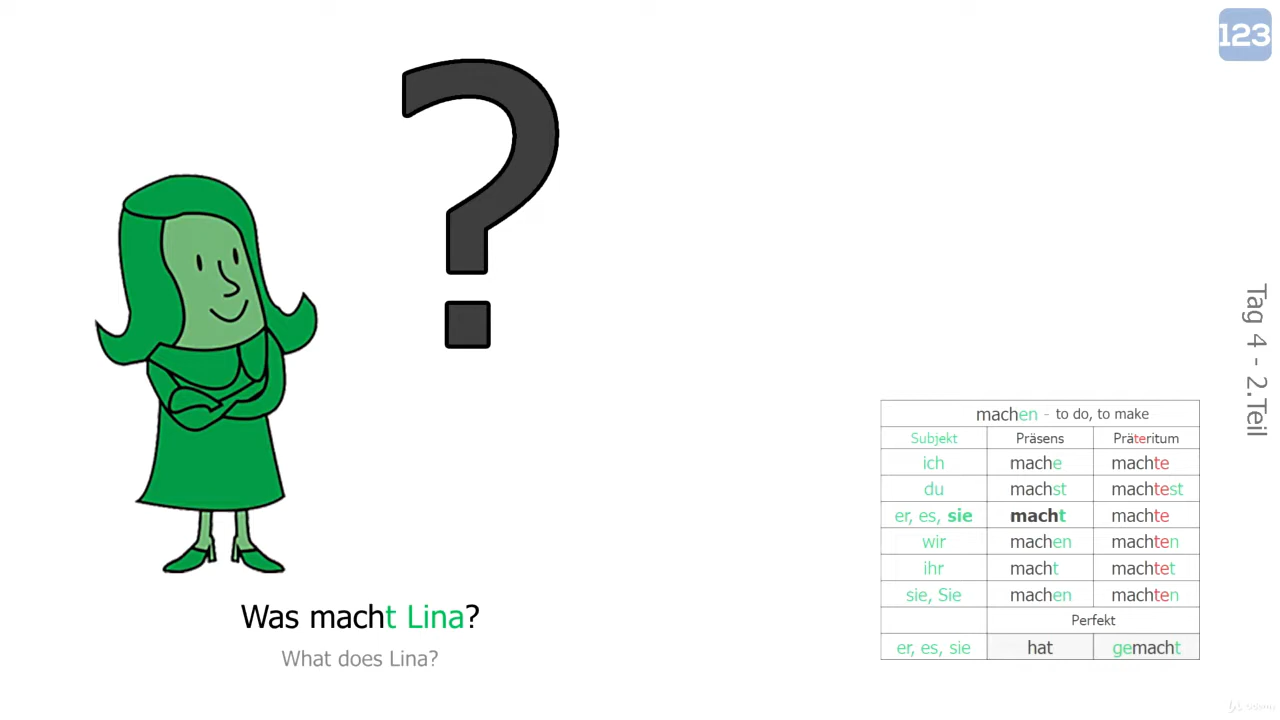 123
Tag 4 - 2.Teil
machen - to do, to make
Subjekt Präsens Präteritum
ich mache machte
du machst machtest
er, es, sie macht machte
wir machen machten
ihr macht machtet
sie, Sie machen machten
Perfekt
er, es, sie hat gemacht
Was macht Lina?
What does Lina?